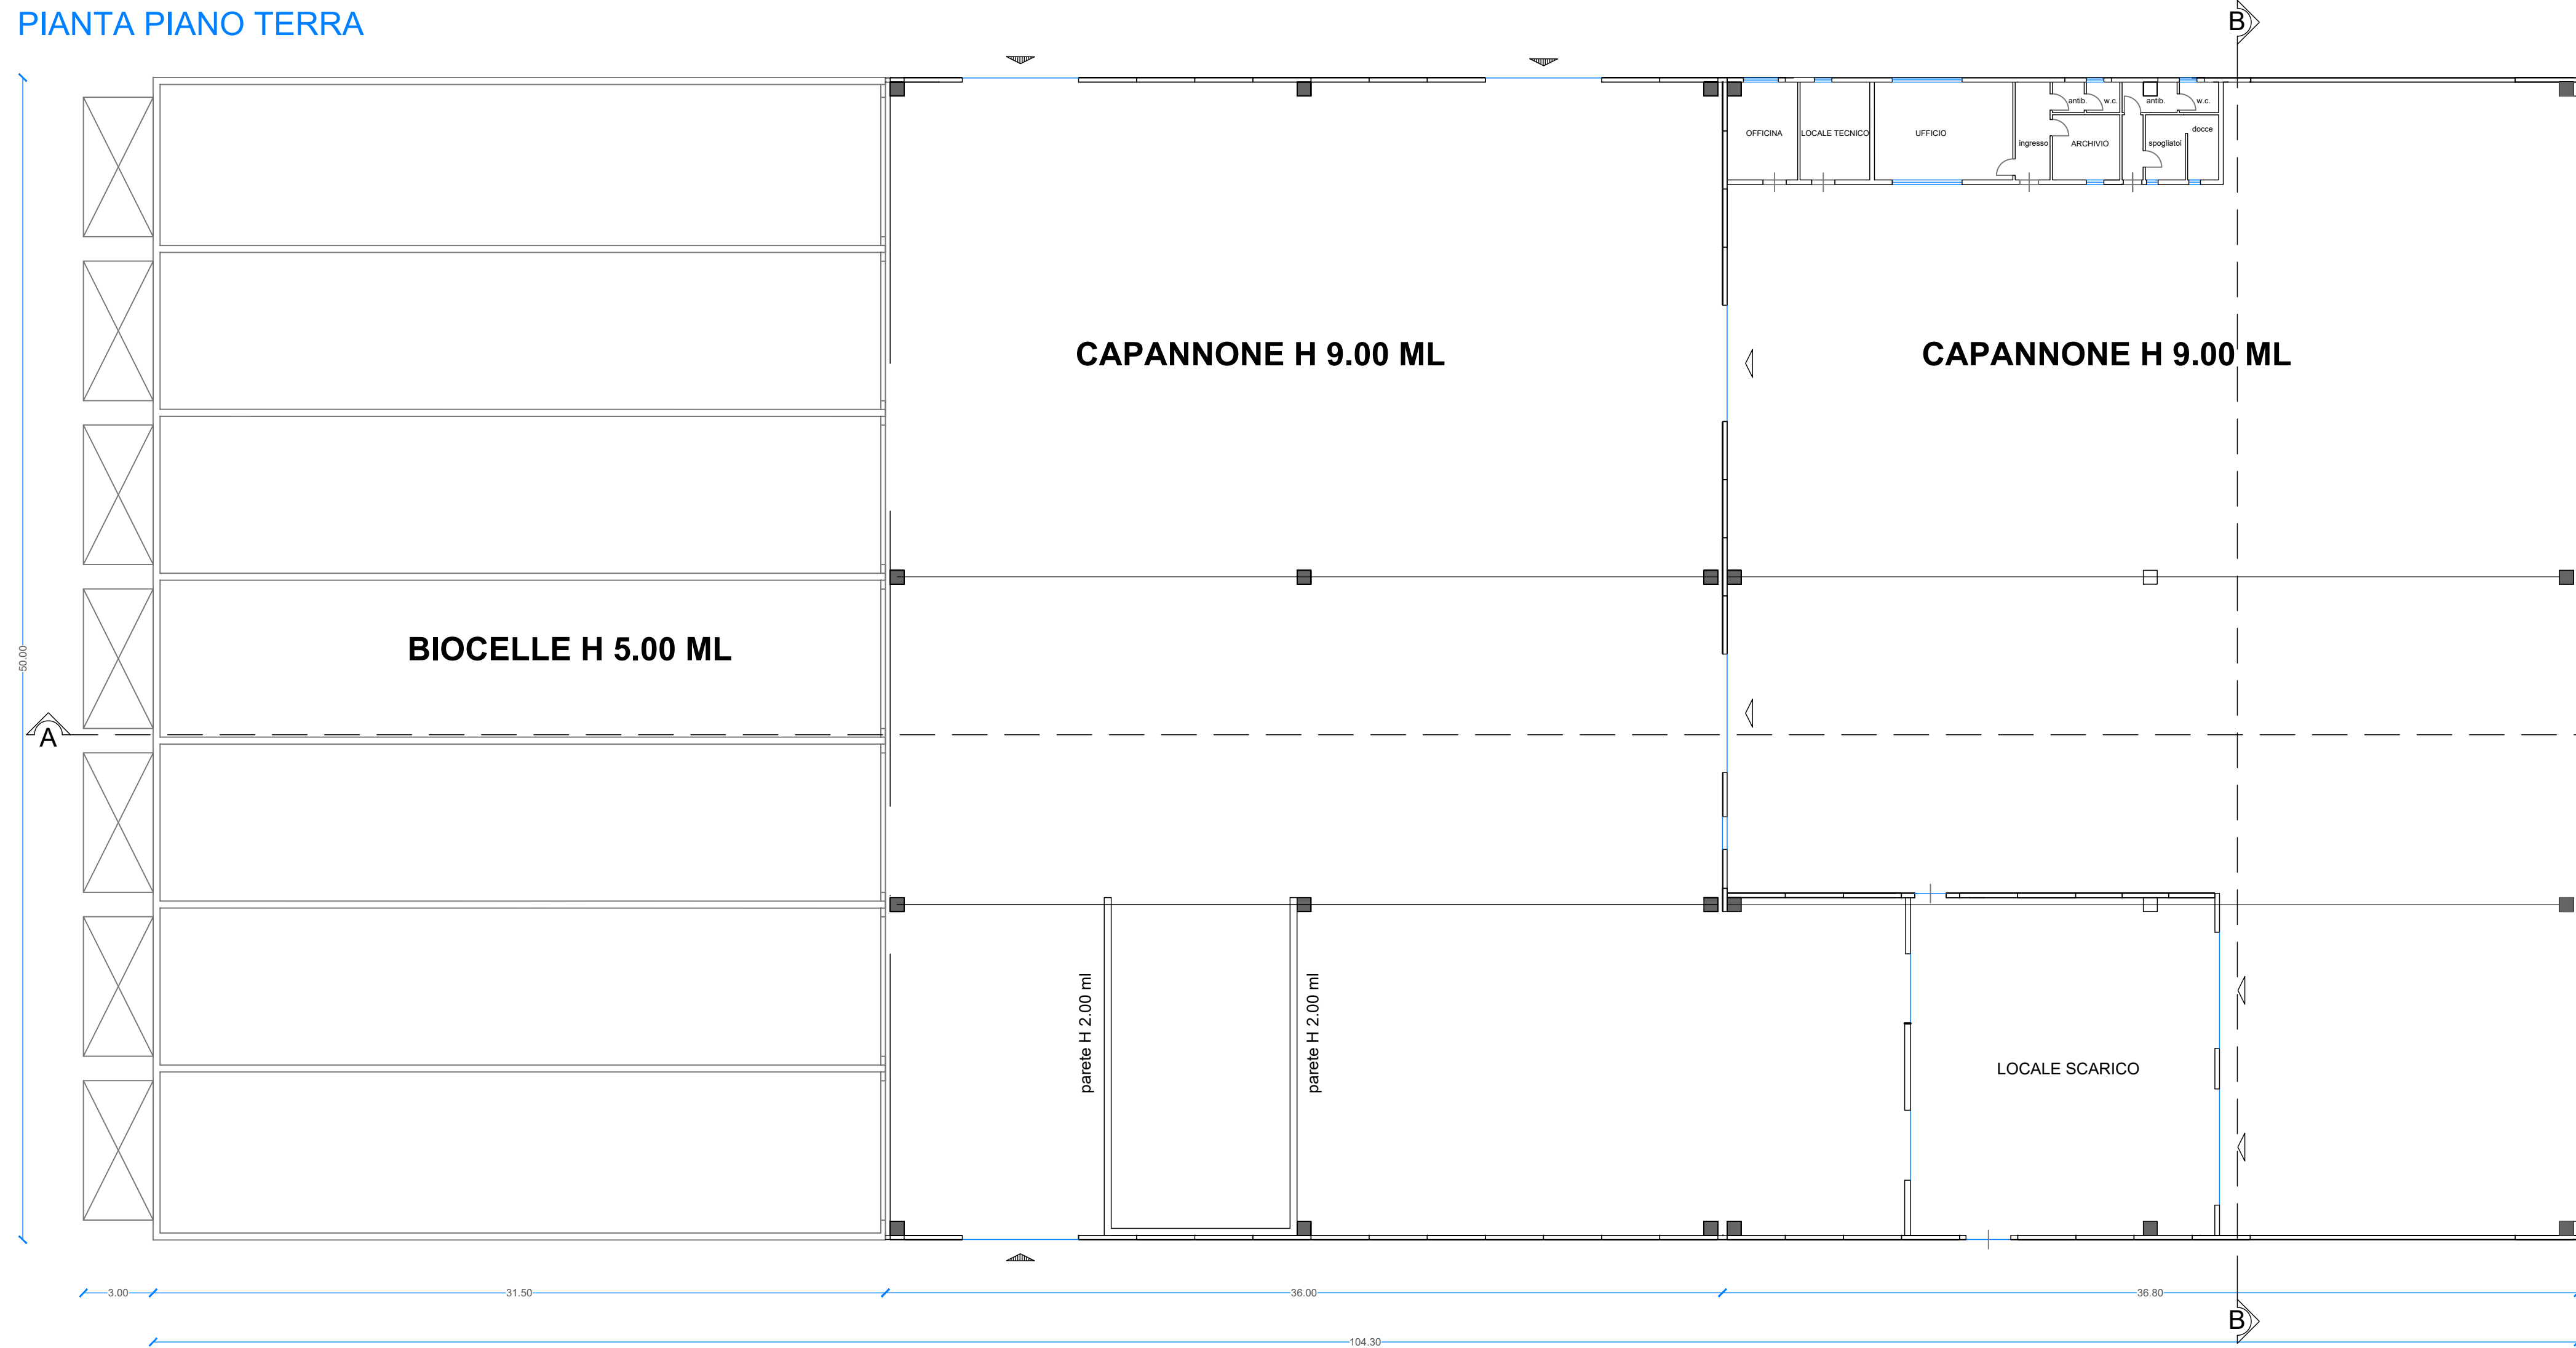 PIANTA PIANO TERRA
B
antib.
w.c.
antib.
w.c.
OFFICINA
LOCALE TECNICO
UFFICIO
docce
ingresso
ARCHIVIO
spogliatoi
CAPANNONE H 9.00 ML
CAPANNONE H 9.00 ML
BIOCELLE H 5.00 ML
50.00
A
parete H 2.00 ml
parete H 2.00 ml
LOCALE SCARICO
3.00
31.50
36.00
36.80
B
104.30